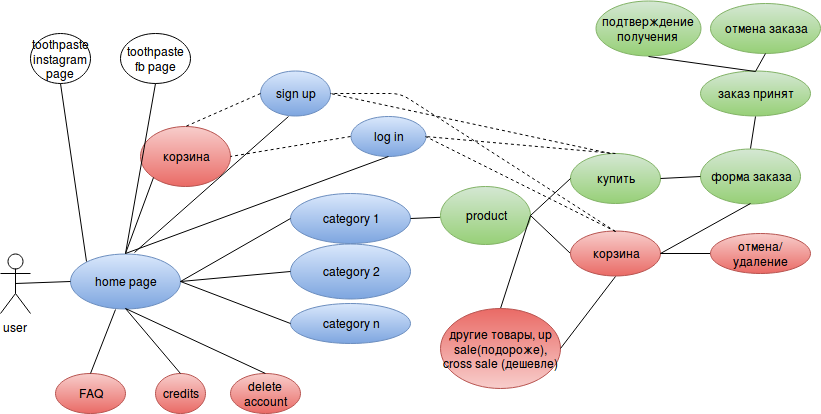 подтверждение
получения
отмена заказа
toothpaste
instagram
page
toothpaste
fb page
sign up
заказ принят
log in
корзина
купить
форма заказа
category 1
product
корзина
отмена/
удаление
category 2
home page
user
category n
другие товары, up
sale(подороже),
cross sale (дешевле)
FAQ
credits
delete
account